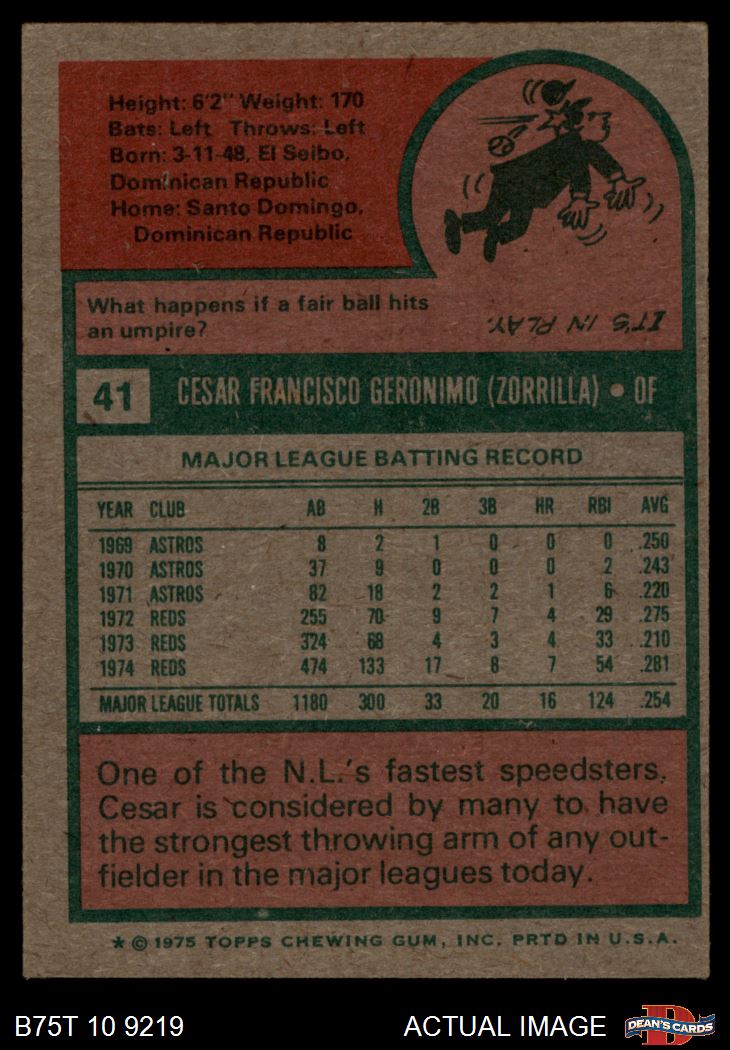 Height: 6'2" Weight: 170
Bats: Left Throws: Left
Born: 3-11-48, El Seibo,
Dominican Republic
Home: Santo Domingo,
Dominican Republic
What happens if a fair ball hits
an umpire?
IT'S IN PLAY.
41 CESAR FRANCISCO GERONIMO (ZORRILLA) • OF
MAJOR LEAGUE BATTING RECORD
YEAR CLUB AB H 2B 3B HR RBI AVG
1969 ASTROS 8 2 1 0 0 0 .250
1970 ASTROS 37 9 0 0 0 2 .243
1971 ASTROS 82 18 2 2 1 6 .220
1972 REDS 255 70 9 7 4 29 .275
1973 REDS 324 68 4 3 4 33 .210
1974 REDS 474 133 17 8 7 54 .281
MAJOR LEAGUE TOTALS 1180 300 33 20 16 124 .254
One of the N.L.'s fastest speedsters,
Cesar is considered by many to have
the strongest throwing arm of any out-
fielder in the major leagues today.
* © 1975 TOPPS CHEWING GUM, INC. PRTD IN U.S.A.
B75T 10 9219 ACTUAL IMAGE D DEAN'S CARDS